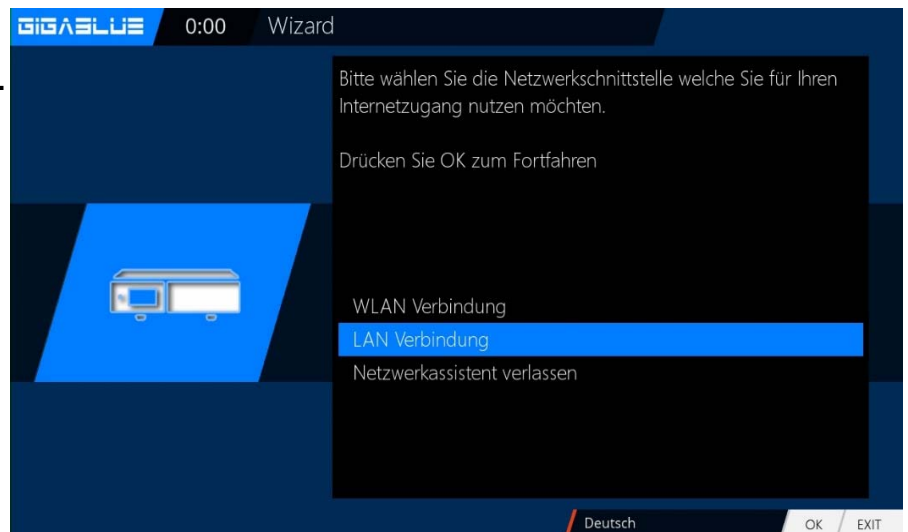 GIGABLUE 0:00 Wizard
Bitte wählen Sie die Netzwerkschnittstelle welche Sie für Ihren
Internetzugang nutzen möchten.
Drücken Sie OK zum Fortfahren
WLAN Verbindung
LAN Verbindung
Netzwerkassistent verlassen
Deutsch OK EXIT